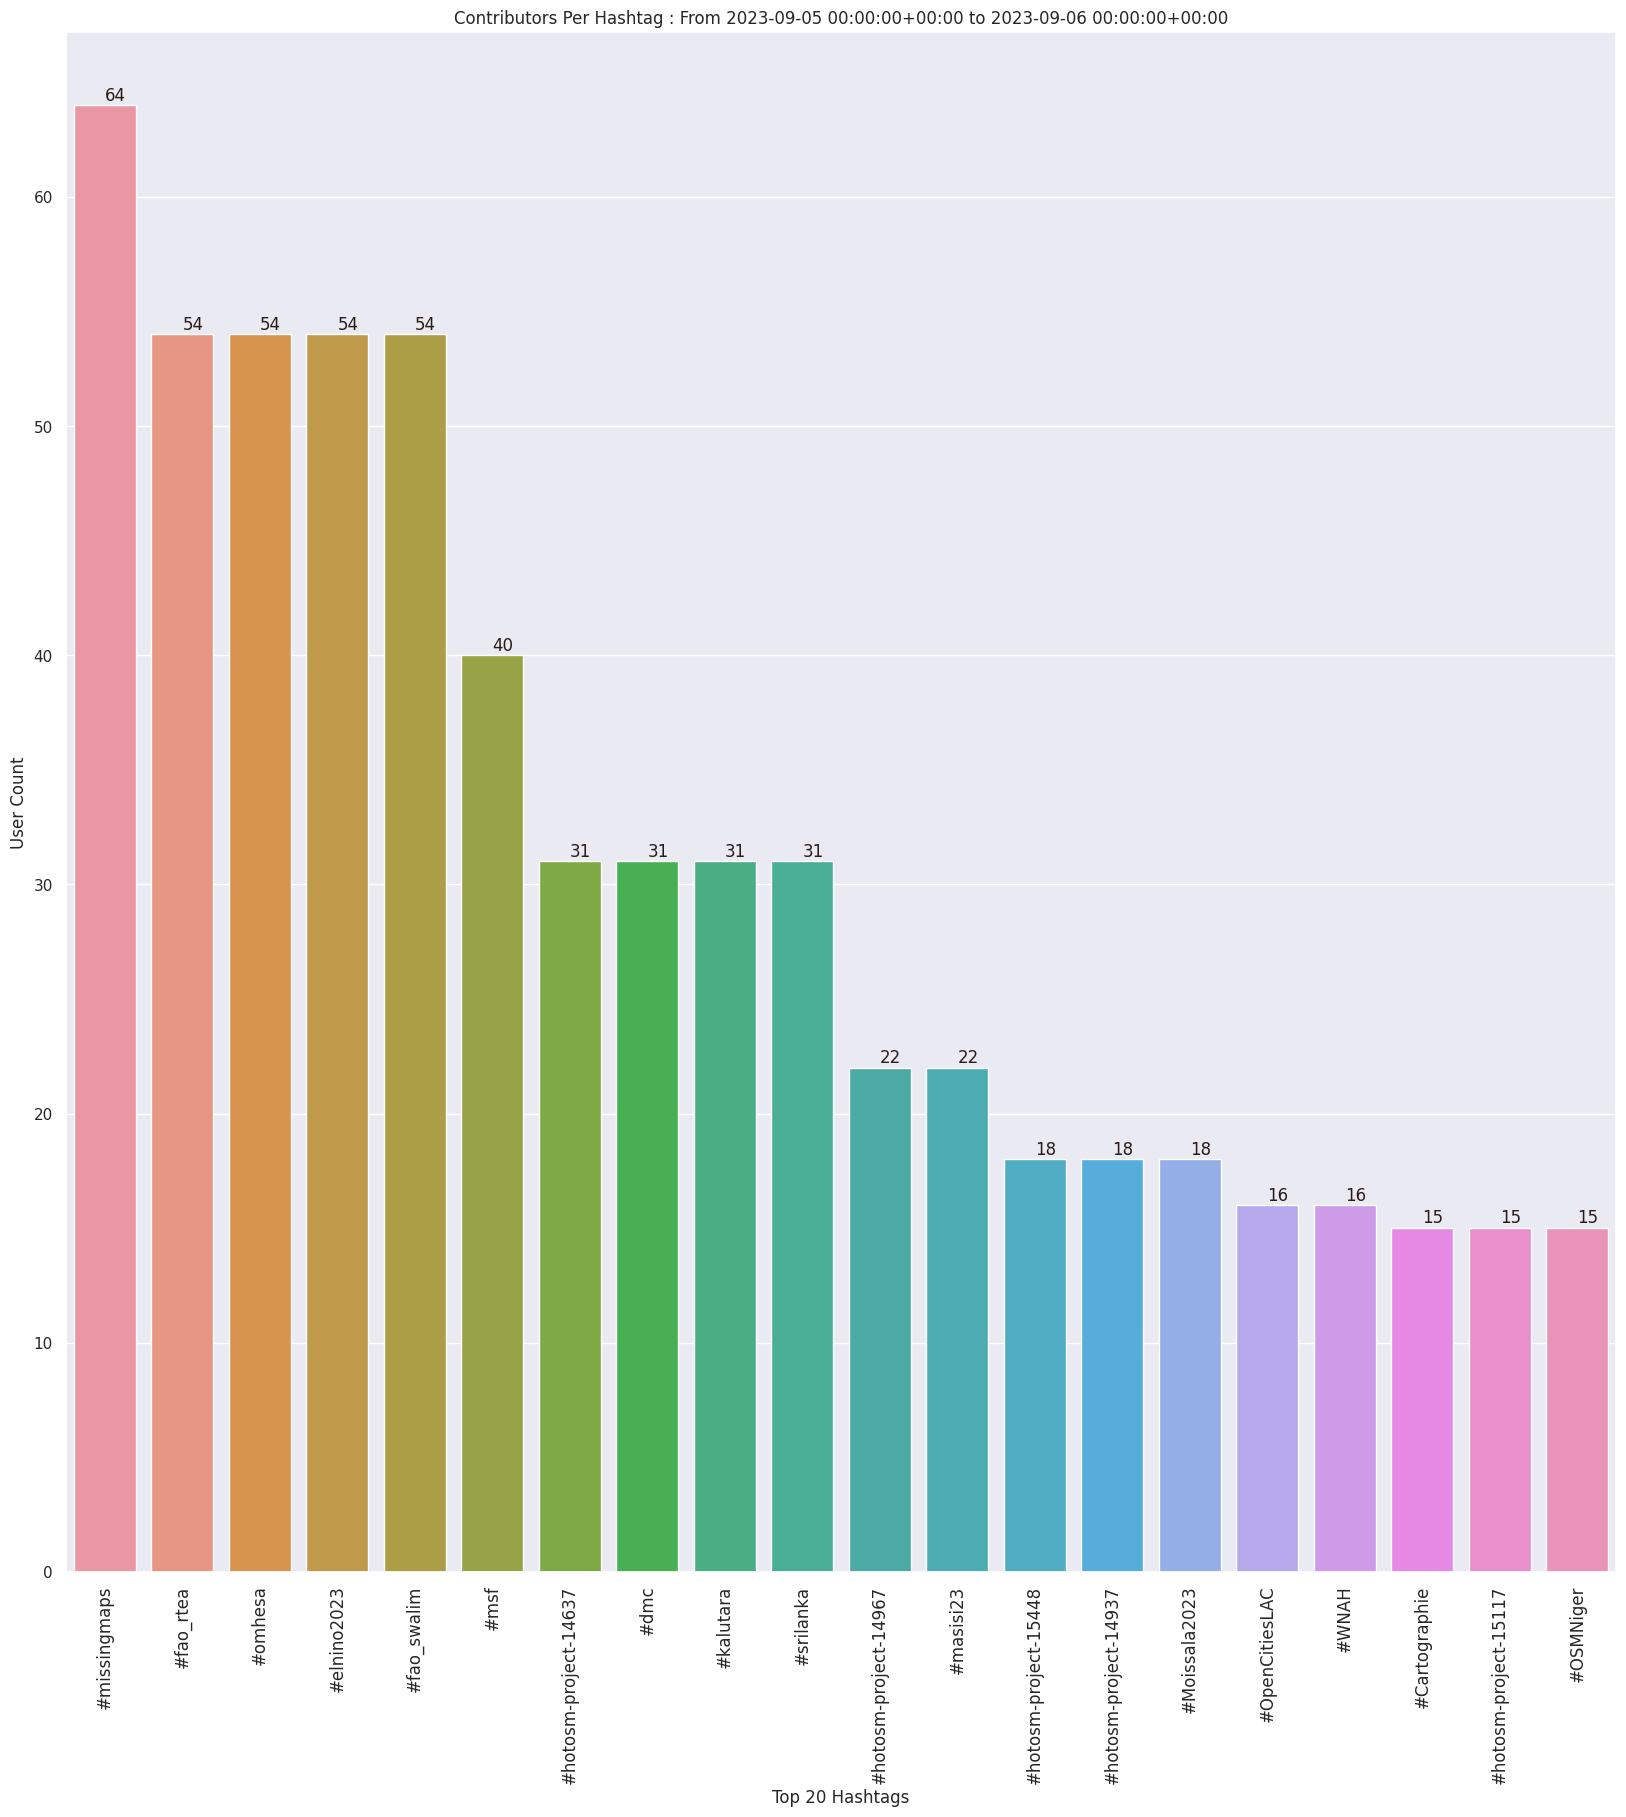 Contributors Per Hashtag : From 2023-09-05 00:00:00+00:00 to 2023-09-06 00:00:00+00:00
User Count
60
50
40
30
20
10
0
64
54
54
54
54
40
31
31
31
31
22
22
18
18
18
16
16
15
15
15
#missingmaps
#fao_rtea
#omhesa
#elnino2023
#fao_swalim
#msf
#hotosm-project-14637
#dmc
#kalutara
#srilanka
#hotosm-project-14967
#masisi23
#hotosm-project-15448
#hotosm-project-14937
#Moissala2023
#OpenCitiesLAC
#WNAH
#Cartographie
#hotosm-project-15117
#OSMNiger
Top 20 Hashtags